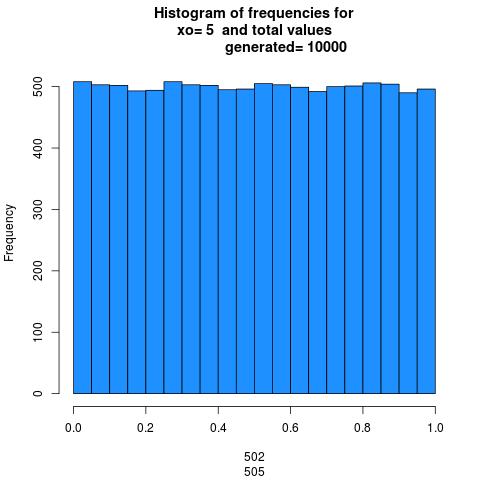 Histogram of frequencies for
xo= 5 and total values
generated= 10000
Frequency
500
400
300
200
100
0
0.0 0.2 0.4 0.6 0.8 1.0
502
505